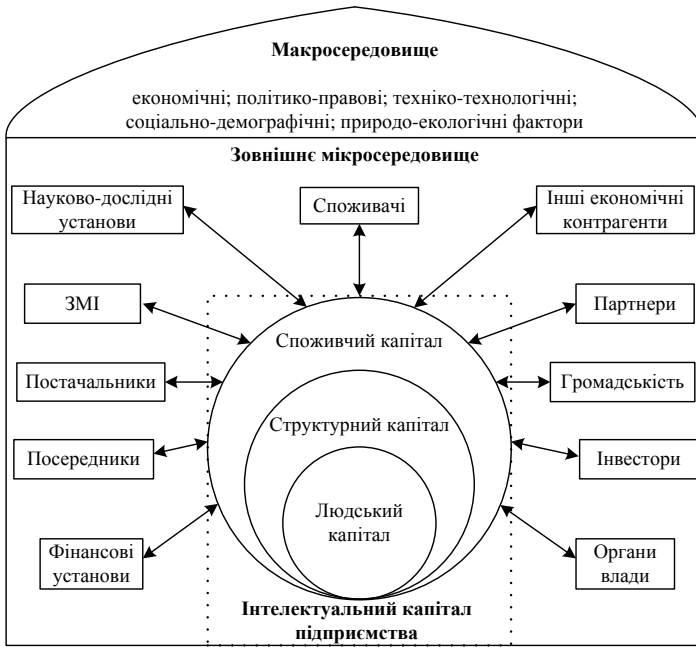 Макросередовище
економічні; політико-правові; техніко-технологічні;
соціально-демографічні; природо-екологічні фактори
Зовнішнє мікросередовище
Науково-дослідні
установи
Споживачі
Інші економічні
контрагенти
ЗМІ
Партнери
Споживчий капітал
Постачальники
Громадськість
Структурний капітал
Посередники
Інвестори
Людський
капітал
Фінансові
установи
Органи
влади
Інтелектуальний капітал
підприємства